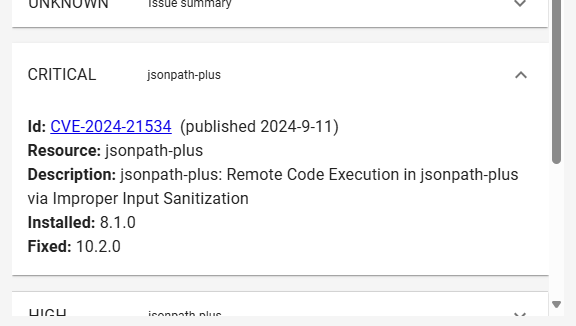 UNKNOWN Issue summary
CRITICAL jsonpath-plus
Id: CVE-2024-21534 (published 2024-9-11)
Resource: jsonpath-plus
Description: jsonpath-plus: Remote Code Execution in jsonpath-plus
via Improper Input Sanitization
Installed: 8.1.0
Fixed: 10.2.0
HIGH jsonpath-plus